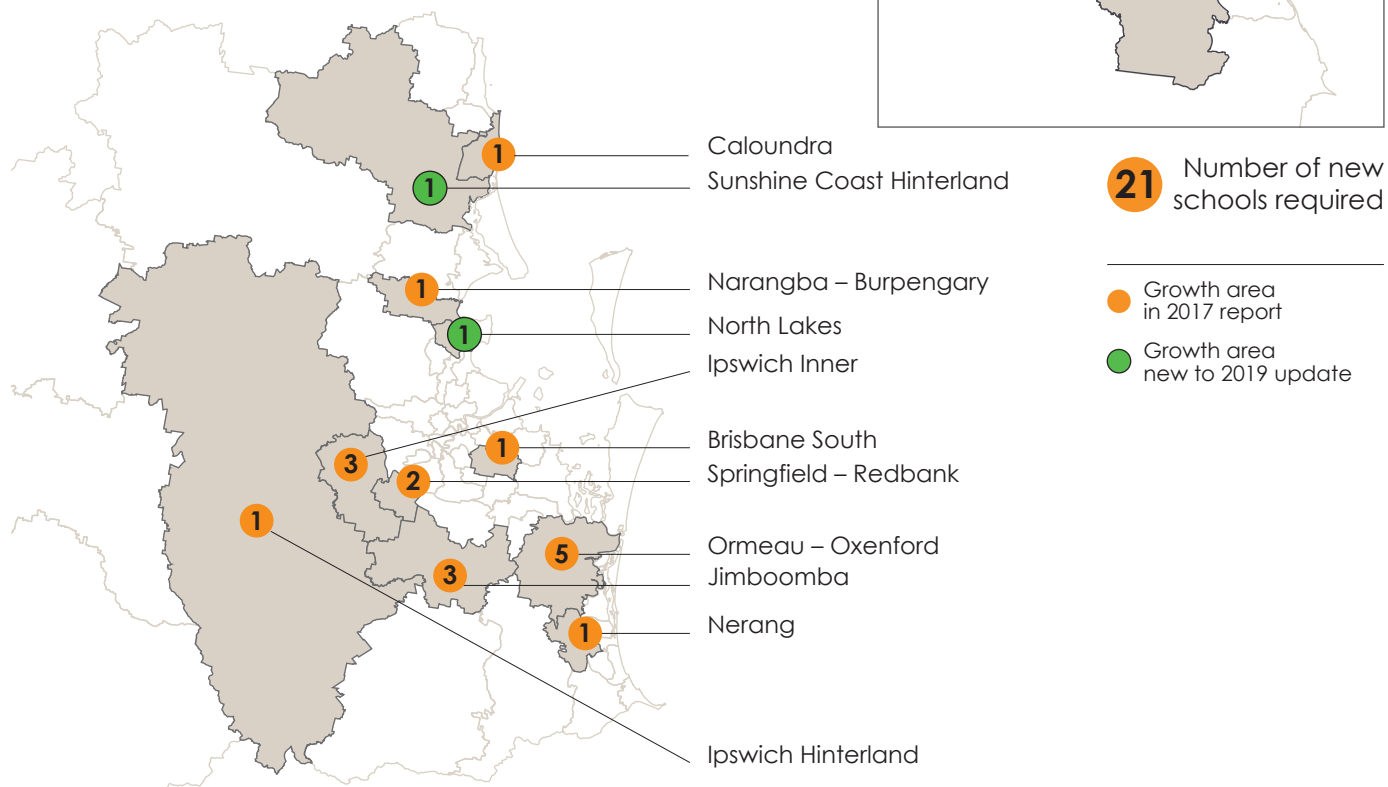 1
Caloundra
1
Sunshine Coast Hinterland
21
Number of new
schools required
1
Narangba – Burpengary
Growth area
in 2017 report
1
North Lakes
Growth area
new to 2019 update
Ipswich Inner
3
1
Brisbane South
2
Springfield – Redbank
1
5
Ormeau – Oxenford
3
Jimboomba
1
Nerang
Ipswich Hinterland